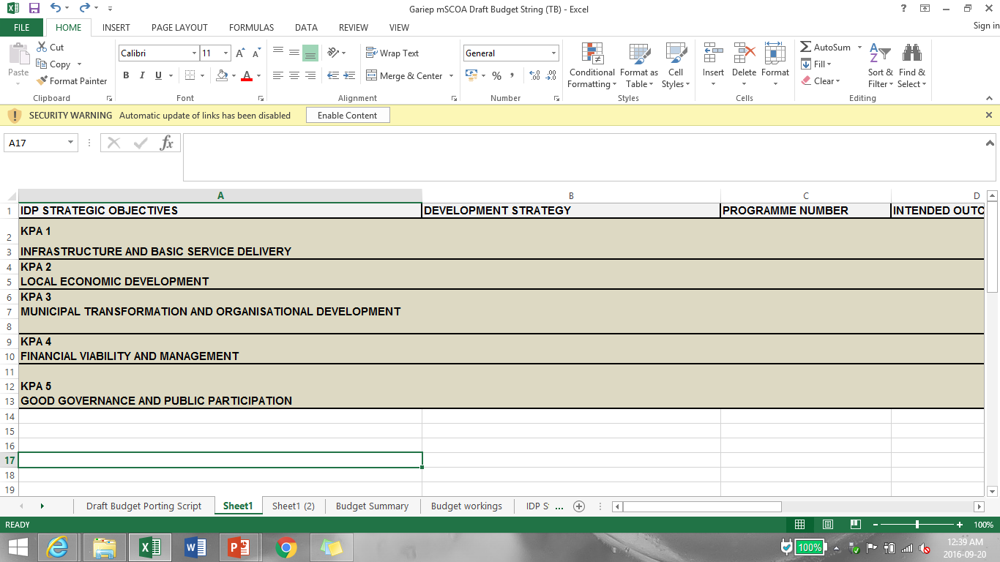 Gariep mSCOA Draft Budget String (TB) - Excel
FILE HOME INSERT PAGE LAYOUT FORMULAS DATA REVIEW VIEW Sign in
Paste
Cut
Copy
Format Painter
Clipboard
Calibri 11
B I U
Font
Wrap Text
Merge & Center
Alignment
General
Number
Conditional Formatting
Format as Table
Cell Styles
Styles
Insert Delete Format
Cells
AutoSum
Fill
Clear
Sort & Filter
Find & Select
Editing
SECURITY WARNING Automatic update of links has been disabled Enable Content
A17 fx
A B C D
1 IDP STRATEGIC OBJECTIVES DEVELOPMENT STRATEGY PROGRAMME NUMBER INTENDED OUTC
2 KPA 1
3 INFRASTRUCTURE AND BASIC SERVICE DELIVERY
4 KPA 2
5 LOCAL ECONOMIC DEVELOPMENT
6 KPA 3
7 MUNICIPAL TRANSFORMATION AND ORGANISATIONAL DEVELOPMENT
8
9 KPA 4
10 FINANCIAL VIABILITY AND MANAGEMENT
11
12 KPA 5
13 GOOD GOVERNANCE AND PUBLIC PARTICIPATION
14
15
16
17
18
19
Draft Budget Porting Script Sheet1 Sheet1 (2) Budget Summary Budget workings IDP S ...
READY 100%
100% 12:39 AM
2016-09-20